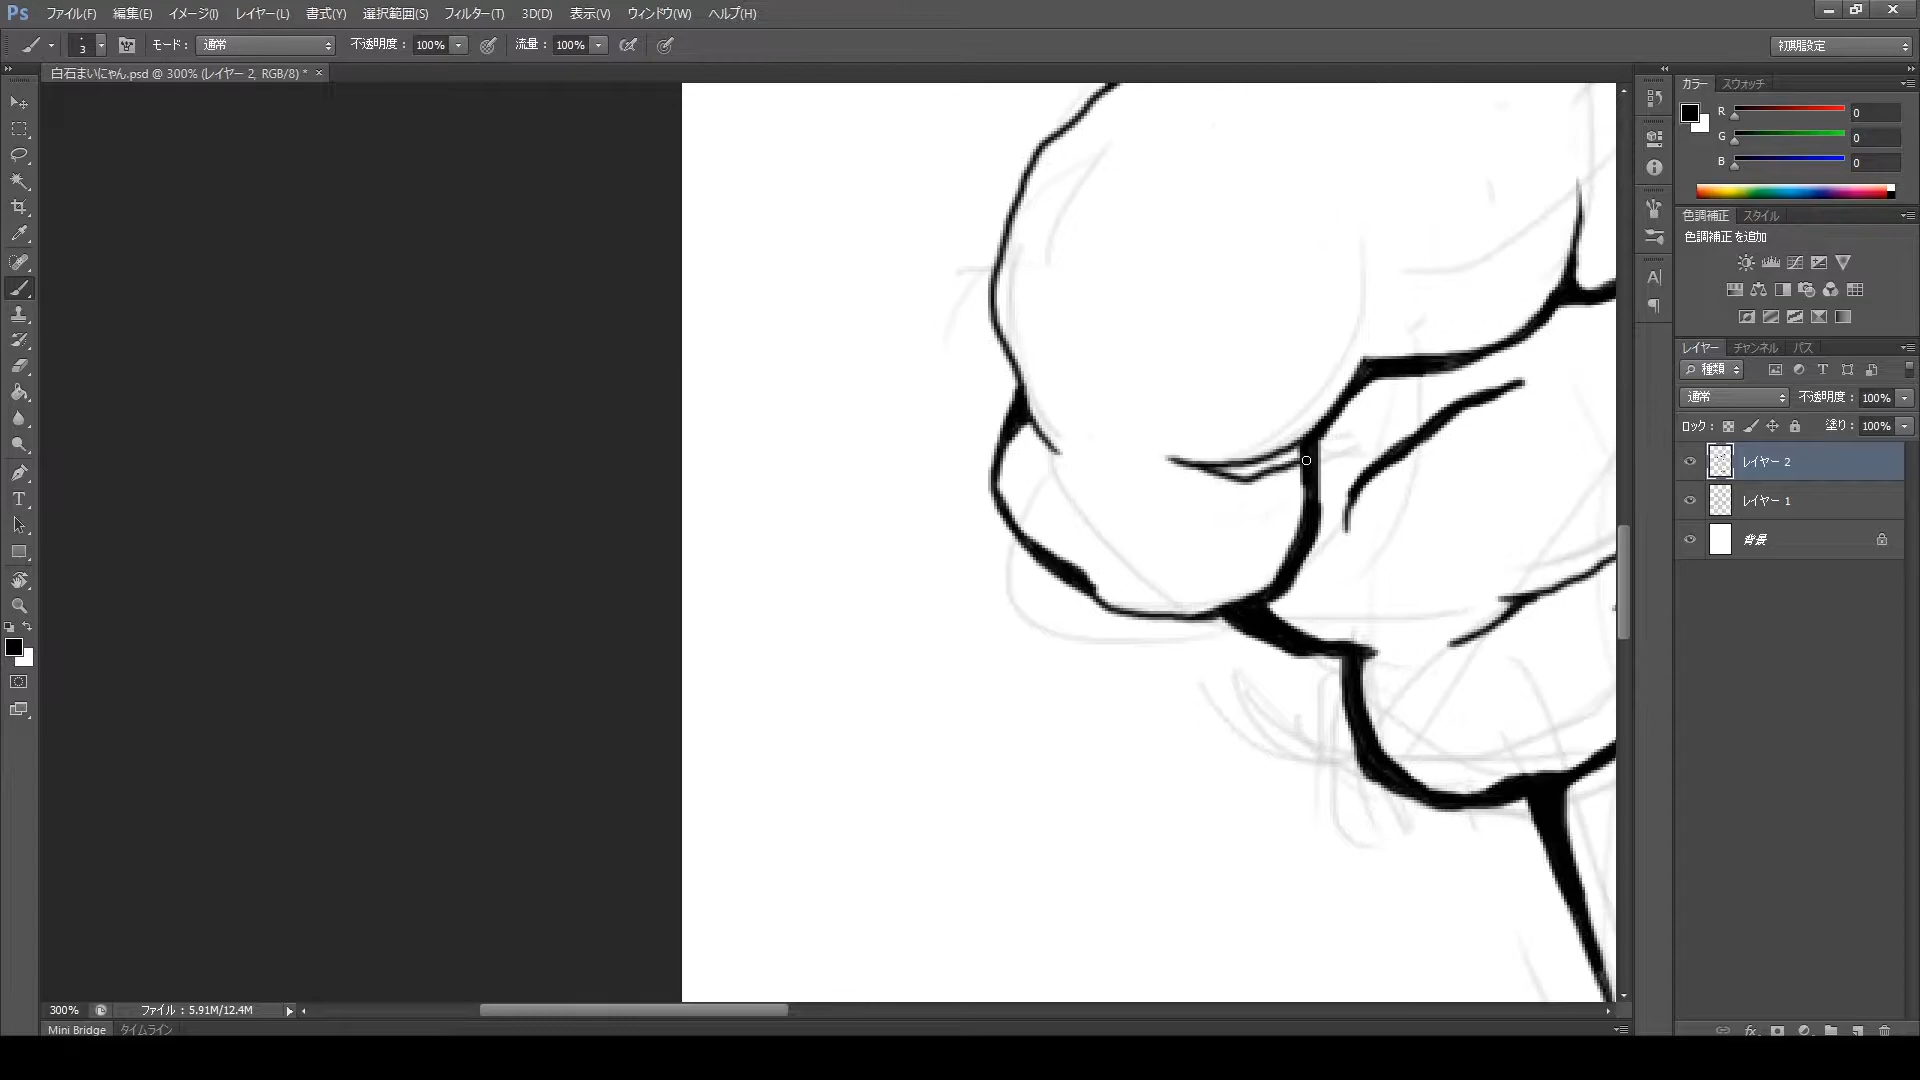 Ps ファイル(F) 編集(E) イメージ(I) レイヤー(L) 書式(Y) 選択範囲(S) フィルター(T) 3D(D) 表示(V) ウィンドウ(W) ヘルプ(H)
3 モード : 通常 不透明度 : 100% 流量 : 100% 初期設定
白石まいにゃん.psd @ 300% (レイヤー 2, RGB/8) * ×
カラー スウォッチ
R 0
G 0
B 0
色調補正 スタイル
色調補正を追加
レイヤー チャンネル パス
種類
通常 不透明度 : 100%
ロック : 塗り : 100%
レイヤー 2
レイヤー 1
背景
300% ファイル : 5.91M/12.4M
Mini Bridge タイムライン